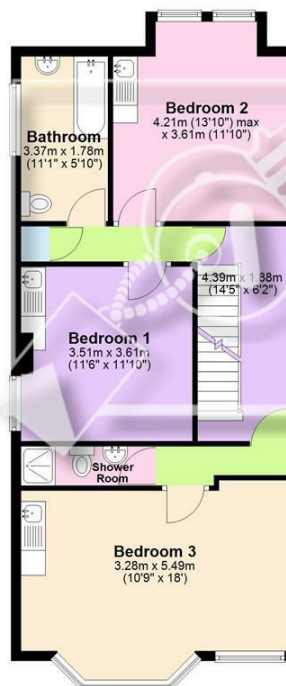 Bedroom 2
4.21m (13'10") max
x 3.61m (11'10")
Bathroom
3.37m x 1.78m
(11'1" x 5'10")
4.39m x 1.88m
(14'5" x 6'2")
Bedroom 1
3.51m x 3.61m
(11'6" x 11'10")
Shower
Room
Bedroom 3
3.28m x 5.49m
(10'9" x 18')